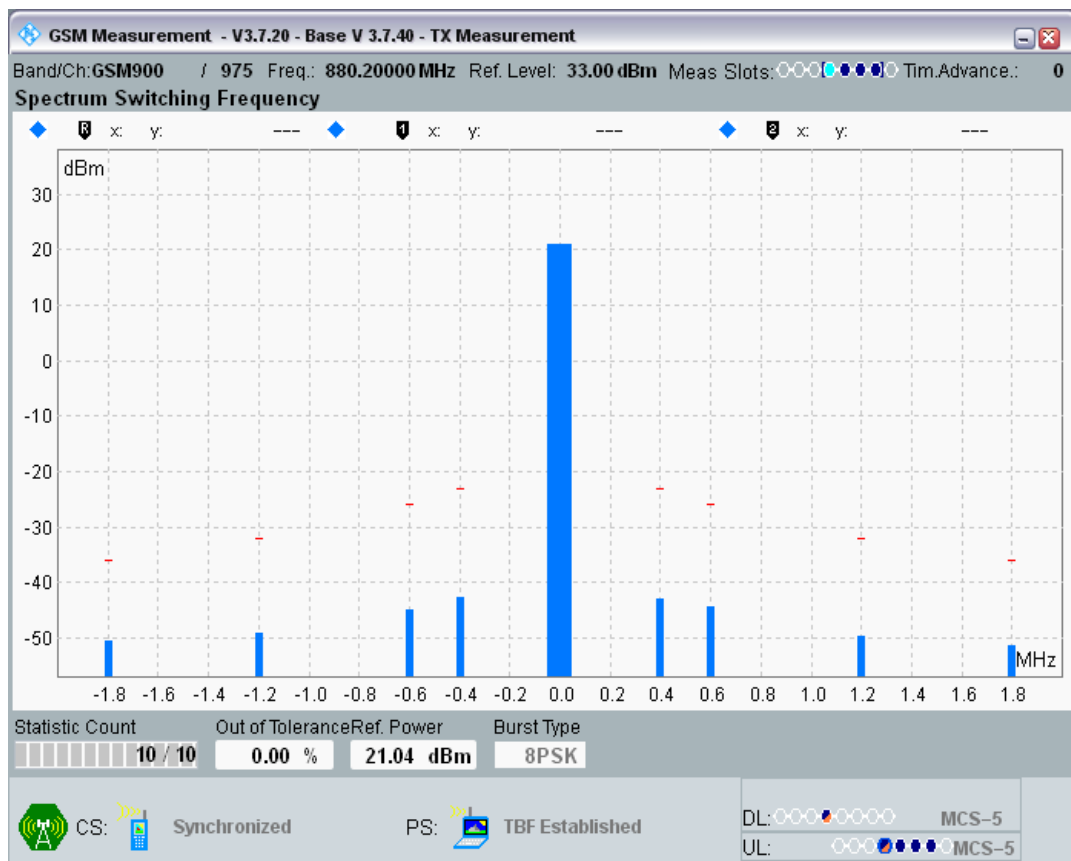 GSM Measurement - V3.7.20 - Base V 3.7.40 - TX Measurement
Band/Ch:GSM900 / 975 Freq.: 880.20000 MHz Ref. Level: 33.00 dBm Meas Slots: Tim.Advance.: 0
Spectrum Switching Frequency
R x: y: --- 1 x: y: --- 2 x: y: ---
dBm
30
20
10
0
-10
-20
-30
-40
-50
MHz
-1.8 -1.6 -1.4 -1.2 -1.0 -0.8 -0.6 -0.4 -0.2 0.0 0.2 0.4 0.6 0.8 1.0 1.2 1.4 1.6 1.8
Statistic Count Out of Tolerance Ref. Power Burst Type
10 / 10 0.00 % 21.04 dBm 8PSK
CS: Synchronized PS: TBF Established
DL: MCS-5
UL: MCS-5